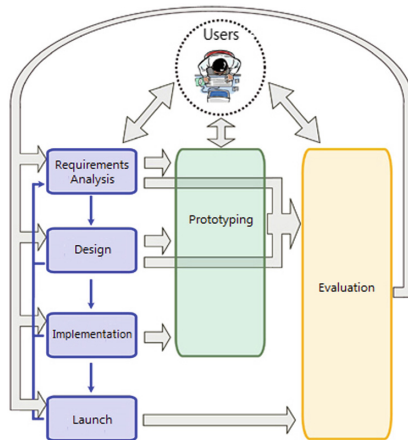 Users
Requirements
Analysis
Prototyping
Design
Evaluation
Implementation
Launch